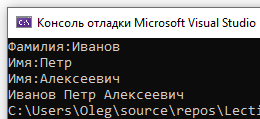 Консоль отладки Microsoft Visual Studio
Фамилия:Иванов
Имя:Петр
Имя:Алексеевич
Иванов Петр Алексеевич
C:\Users\Oleg\source\repos\Lecti